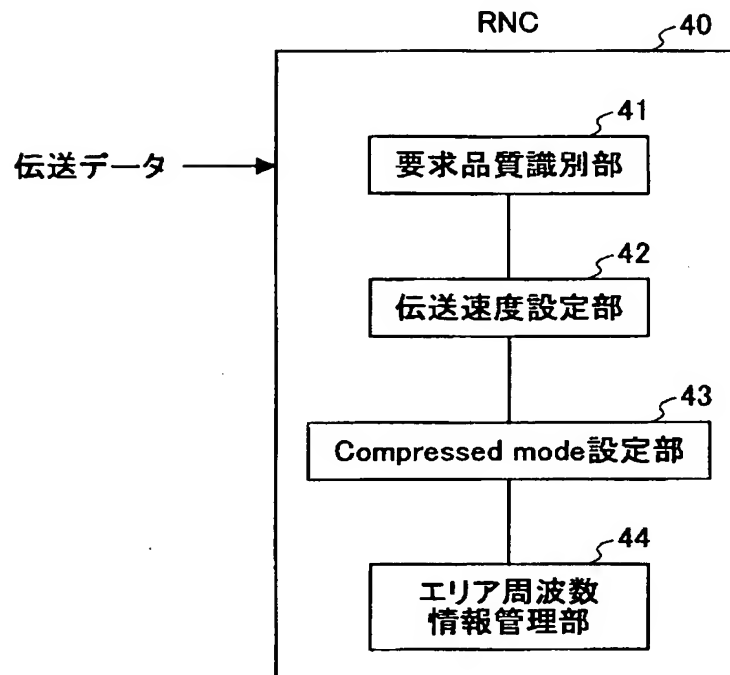 RNC
40
伝送データ
41
要求品質識別部
42
伝送速度設定部
43
Compressed mode設定部
44
エリア周波数
情報管理部